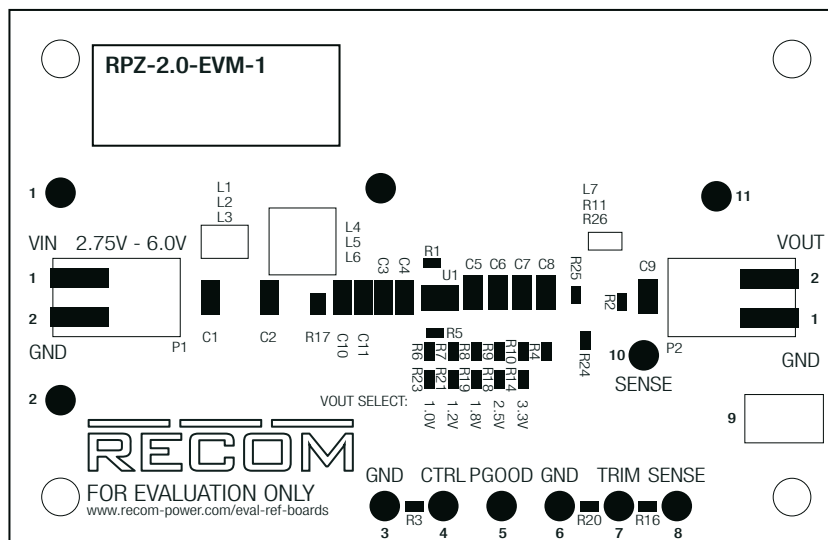 RPZ-2.0-EVM-1
1
11
L1
L2
L3
L7
R11
R26
L4
L5
L6
VIN 2.75V - 6.0V
VOUT
R1
U1
C3
C4
C5 C6 C7 C8
R25
C9
R2
1
2
2
1
C1
C2
R17
C10
C11
R5
P1
P2
GND
GND
R6
R7
R8
R9
R10
R4
R24
10
SENSE
R23
R21
R19
R18
R14
2
VOUT SELECT:
1.0V
1.2V
1.8V
2.5V
3.3V
9
RECOM
FOR EVALUATION ONLY
www.recom-power.com/eval-ref-boards
GND CTRL PGOOD GND TRIM SENSE
R3
R20
R16
3 4 5 6 7 8